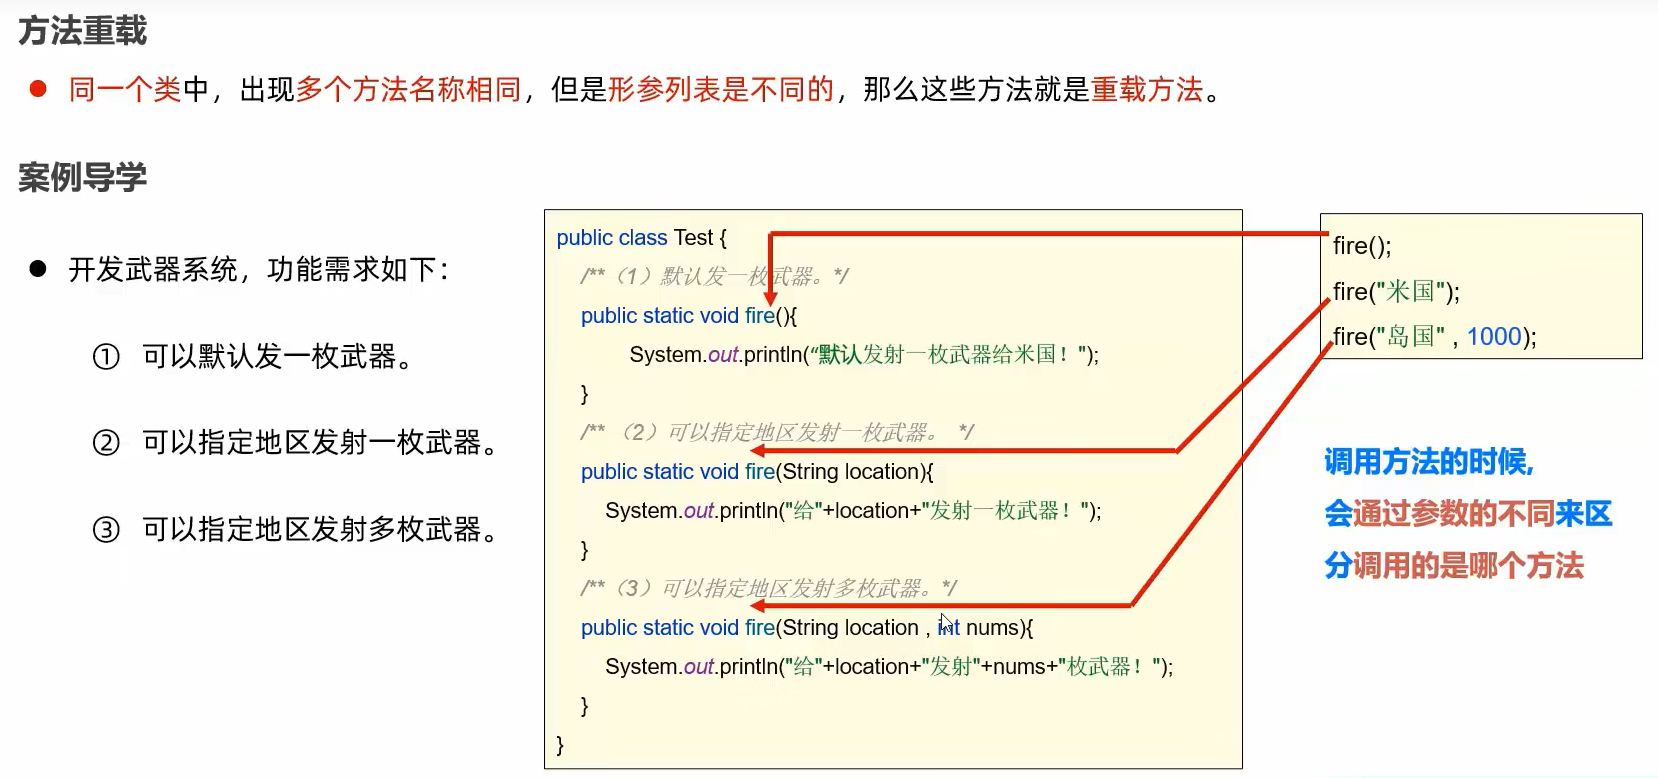 方法重载
● 同一个类中，出现多个方法名称相同，但是形参列表是不同的，那么这些方法就是重载方法。
案例导学
● 开发武器系统，功能需求如下：
① 可以默认发一枚武器。
② 可以指定地区发射一枚武器。
③ 可以指定地区发射多枚武器。
public class Test {
/**（1）默认发一枚武器。*/
public static void fire(){
System.out.println(“默认发射一枚武器给米国！");
}
/** （2）可以指定地区发射一枚武器。 */
public static void fire(String location){
System.out.println("给"+location+"发射一枚武器！");
}
/**（3）可以指定地区发射多枚武器。*/
public static void fire(String location , int nums){
System.out.println("给"+location+"发射"+nums+"枚武器！");
}
}
fire();
fire("米国");
fire("岛国" , 1000);
调用方法的时候,
会通过参数的不同来区
分调用的是哪个方法